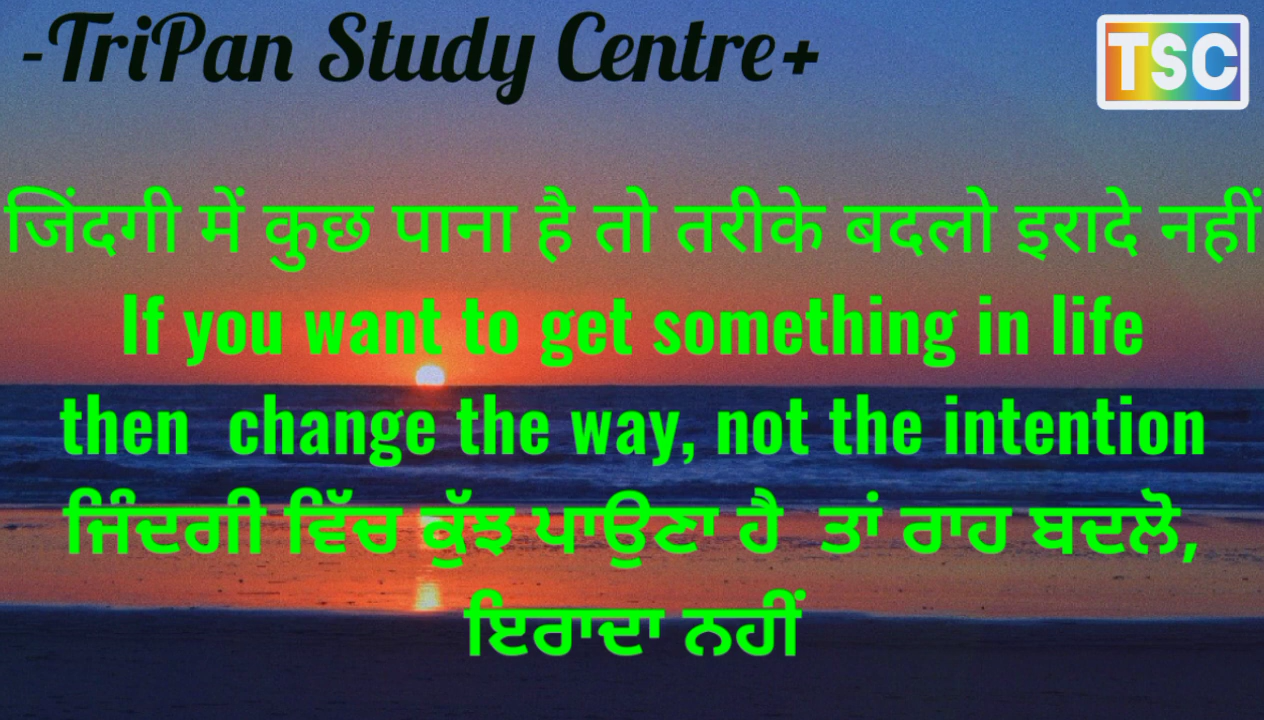 -TriPan Study Centre+
TSC
जिंदगी में कुछ पाना है तो तरीके बदलो इरादे नहीं
If you want to get something in life
then  change the way, not the intention
ਜਿੰਦਗੀ ਵਿੱਚ ਕੁੱਝ ਪਾਉਣਾ ਹੈ  ਤਾਂ ਰਾਹ ਬਦਲੋ,
ਇਰਾਦਾ ਨਹੀਂ